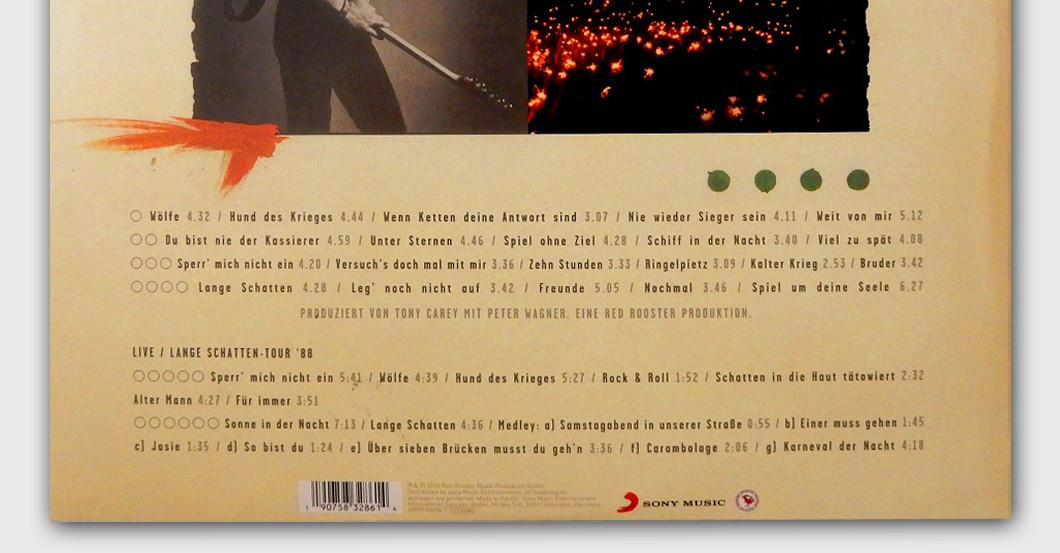 Wölfe 4.32 / Hund des Krieges 4.44 / Wenn Ketten deine Antwort sind 3.07 / Nie wieder Sieger sein 4.11 / Weit von mir 5.12
Du bist nie der Kassierer 4.59 / Unter Sternen 4.46 / Spiel ohne Ziel 4.28 / Schiff in der Nacht 3.40 / Viel zu spät 4.08
Sperr' mich nicht ein 4.20 / Versuch's doch mal mit mir 3.36 / Zehn Stunden 3.33 / Ringelpietz 3.09 / Kalter Krieg 2.53 / Bruder 3.42
Lange Schatten 4.28 / Leg' noch nicht auf 3.42 / Freunde 5.05 / Nochmal 3.46 / Spiel um deine Seele 6.27
PRODUZIERT VON TONY CAREY MIT PETER WAGNER. EINE RED ROOSTER PRODUKTION.
LIVE / LANGE SCHATTEN-TOUR '88
Sperr' mich nicht ein 5:41 / Wölfe 4:39 / Hund des Krieges 5:27 / Rock & Roll 1:52 / Schatten in die Haut tätowiert 2:32
Alter Mann 4:27 / Für immer 3:51
Sonne in der Nacht 7:13 / Lange Schatten 4:36 / Medley: a) Samstagabend in unserer Straße 0:55 / b) Einer muss gehen 1:45
c) Josie 1:35 / d) So bist du 1:24 / e) Über sieben Brücken musst du geh'n 3:36 / f) Carambolage 2:06 / g) Karneval der Nacht 4:18
1 90758 32861 4
SONY MUSIC